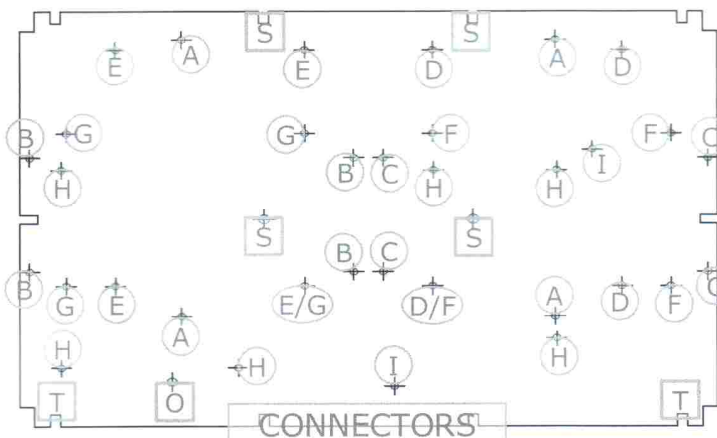 S S
E A E D A D
B G G F F C
B C I
H H H
S S
B C
B G E E/G D/F A D F C
A
H H I H
T O T
CONNECTORS